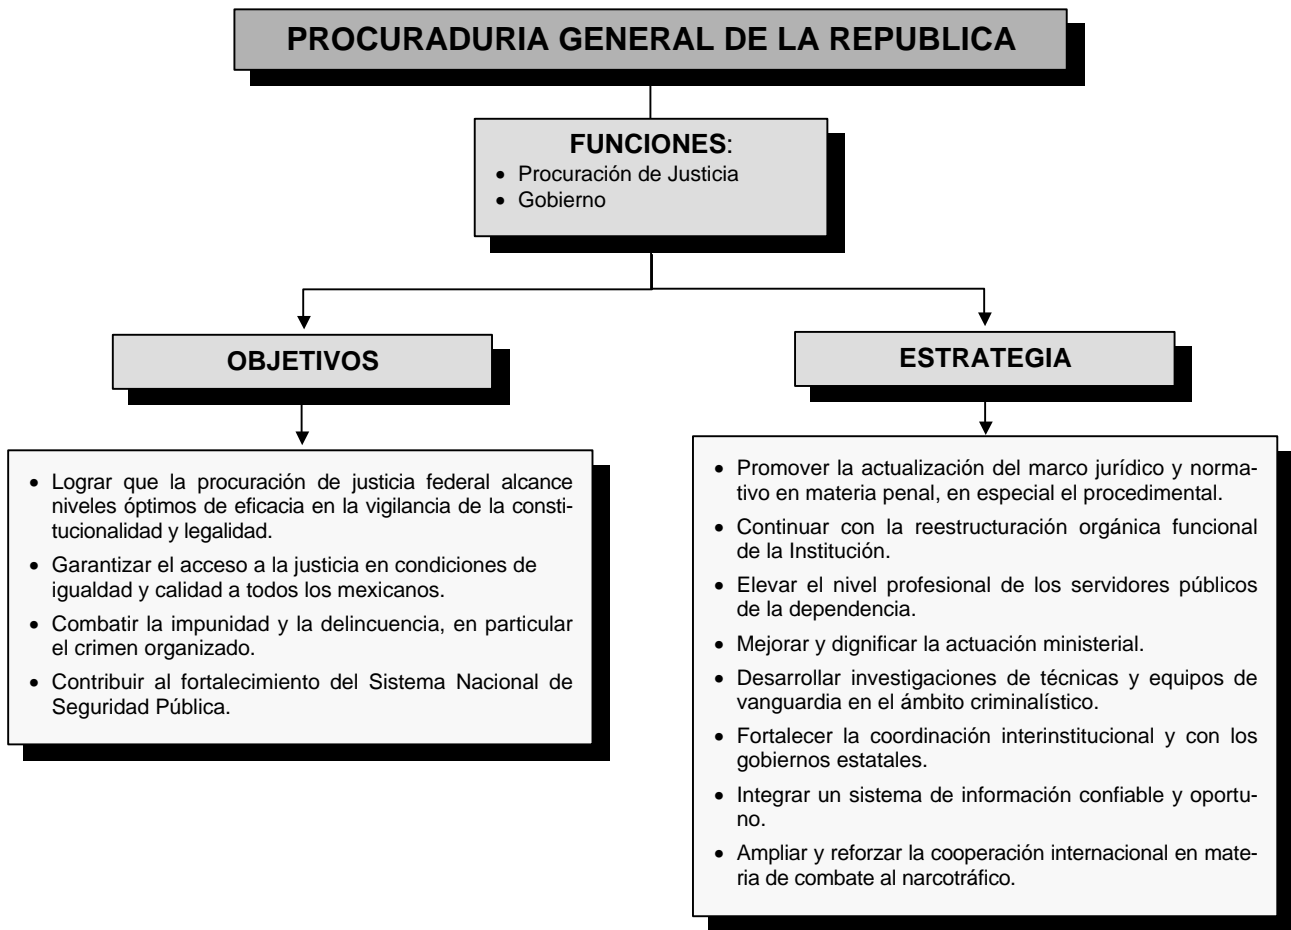 PROCURADURIA GENERAL DE LA REPUBLICA
FUNCIONES:
• Procuración de Justicia
• Gobierno
OBJETIVOS
• Lograr que la procuración de justicia federal alcance
niveles óptimos de eficacia en la vigilancia de la consti-
tucionalidad y legalidad.
• Garantizar el acceso a la justicia en condiciones de
igualdad y calidad a todos los mexicanos.
• Combatir la impunidad y la delincuencia, en particular
el crimen organizado.
• Contribuir al fortalecimiento del Sistema Nacional de
Seguridad Pública.
ESTRATEGIA
• Promover la actualización del marco jurídico y norma-
tivo en materia penal, en especial el procedimental.
• Continuar con la reestructuración orgánica funcional
de la Institución.
• Elevar el nivel profesional de los servidores públicos
de la dependencia.
• Mejorar y dignificar la actuación ministerial.
• Desarrollar investigaciones de técnicas y equipos de
vanguardia en el ámbito criminalístico.
• Fortalecer la coordinación interinstitucional y con los
gobiernos estatales.
• Integrar un sistema de información confiable y oportu-
no.
• Ampliar y reforzar la cooperación internacional en mate-
ria de combate al narcotráfico.